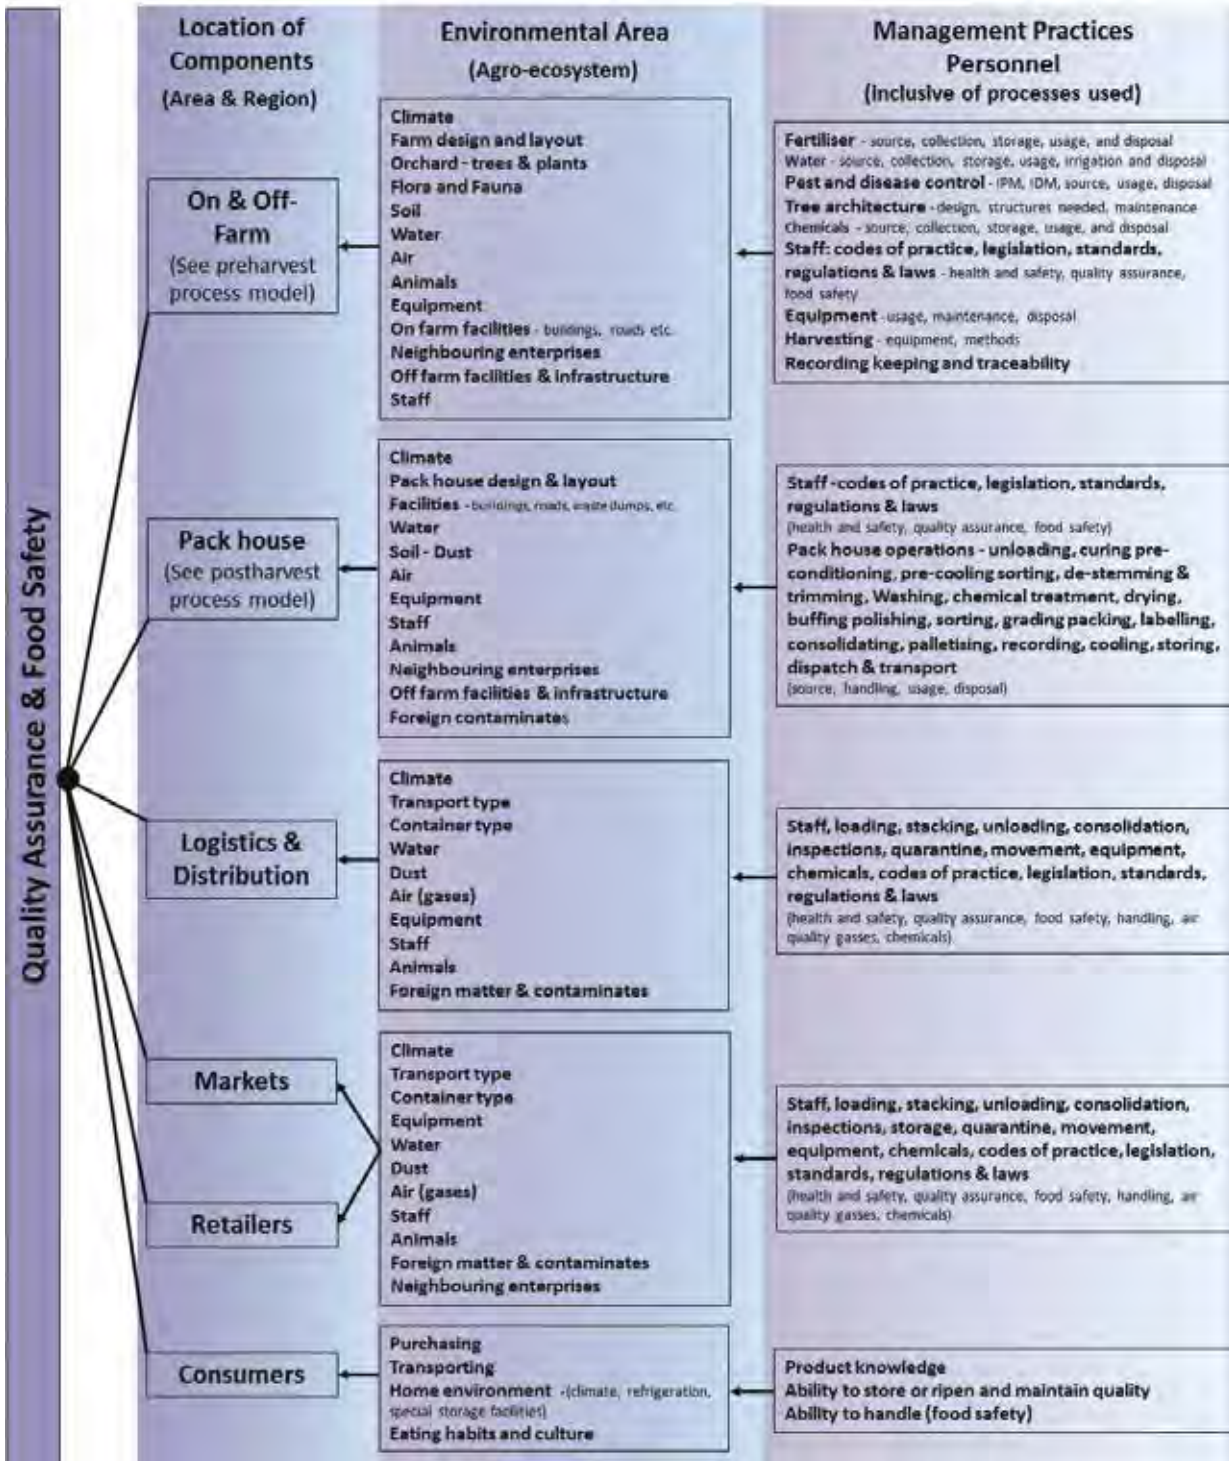 Quality Assurance & Food Safety
Location of
Components
(Area & Region)
Environmental Area
(Agro-ecosystem)
Management Practices
Personnel
(inclusive of processes used)
On & Off-
Farm
(See preharvest
process model)
Climate
Farm design and layout
Orchard - trees & plants
Flora and Fauna
Soil
Water
Air
Animals
Equipment
On farm facilities - buildings, roads etc.
Neighbouring enterprises
Off farm facilities & infrastructure
Staff
Fertiliser - source, collection, storage, usage, and disposal
Water - source, collection, storage, usage, irrigation and disposal
Pest and disease control - IPM, IDM, source, usage, disposal
Tree architecture - design, structures needed, maintenance
Chemicals - source, collection, storage, usage, and disposal
Staff: codes of practice, legislation, standards,
regulations & laws - health and safety, quality assurance,
food safety
Equipment - usage, maintenance, disposal
Harvesting - equipment, methods
Recording keeping and traceability
Pack house
(See postharvest
process model)
Climate
Pack house design & layout
Facilities - buildings, roads, waste dumps, etc.
Water
Soil - Dust
Air
Equipment
Staff
Animals
Neighbouring enterprises
Off farm facilities & infrastructure
Foreign contaminates
Staff -codes of practice, legislation, standards,
regulations & laws
(health and safety, quality assurance, food safety)
Pack house operations - unloading, curing pre-
conditioning, pre-cooling sorting, de-stemming &
trimming, Washing, chemical treatment, drying,
buffing polishing, sorting, grading packing, labelling,
consolidating, palletising, recording, cooling, storing,
dispatch & transport
(source, handling, usage, disposal)
Logistics &
Distribution
Climate
Transport type
Container type
Water
Dust
Air (gases)
Equipment
Staff
Animals
Foreign matter & contaminates
Staff, loading, stacking, unloading, consolidation,
inspections, quarantine, movement, equipment,
chemicals, codes of practice, legislation, standards,
regulations & laws
(health and safety, quality assurance, food safety, handling, air
quality gasses, chemicals)
Markets
Retailers
Climate
Transport type
Container type
Equipment
Water
Dust
Air (gases)
Staff
Animals
Foreign matter & contaminates
Neighbouring enterprises
Staff, loading, stacking, unloading, consolidation,
inspections, storage, quarantine, movement,
equipment, chemicals, codes of practice, legislation,
standards, regulations & laws
(health and safety, quality assurance, food safety, handling, air
quality gasses, chemicals)
Consumers
Purchasing
Transporting
Home environment -(climate, refrigeration,
special storage facilities)
Eating habits and culture
Product knowledge
Ability to store or ripen and maintain quality
Ability to handle (food safety)